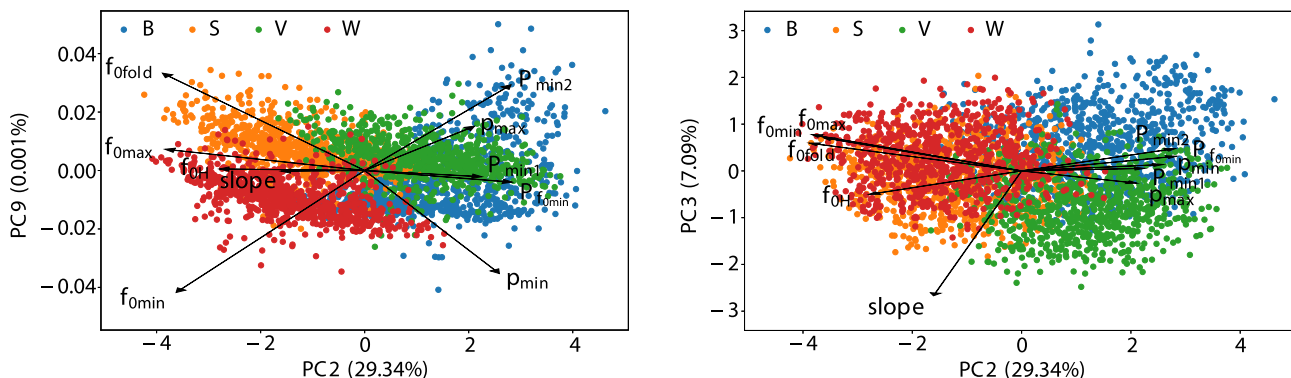 B S V W
0.04
0.02
0.00
−0.02
−0.04
PC9 (0.001%)
f0fold
f0max
f0H
slope
f0min
Pmin2
pmax
Pmin1
Pf0min
pmin
−4 −2 0 2 4
PC2 (29.34%)
B S V W
3
2
1
0
−1
−2
−3
PC3 (7.09%)
f0max
f0min
f0fold
f0H
slope
Pmin2
Pf0min
pmin
Pmin1
pmax
−4 −2 0 2 4
PC2 (29.34%)